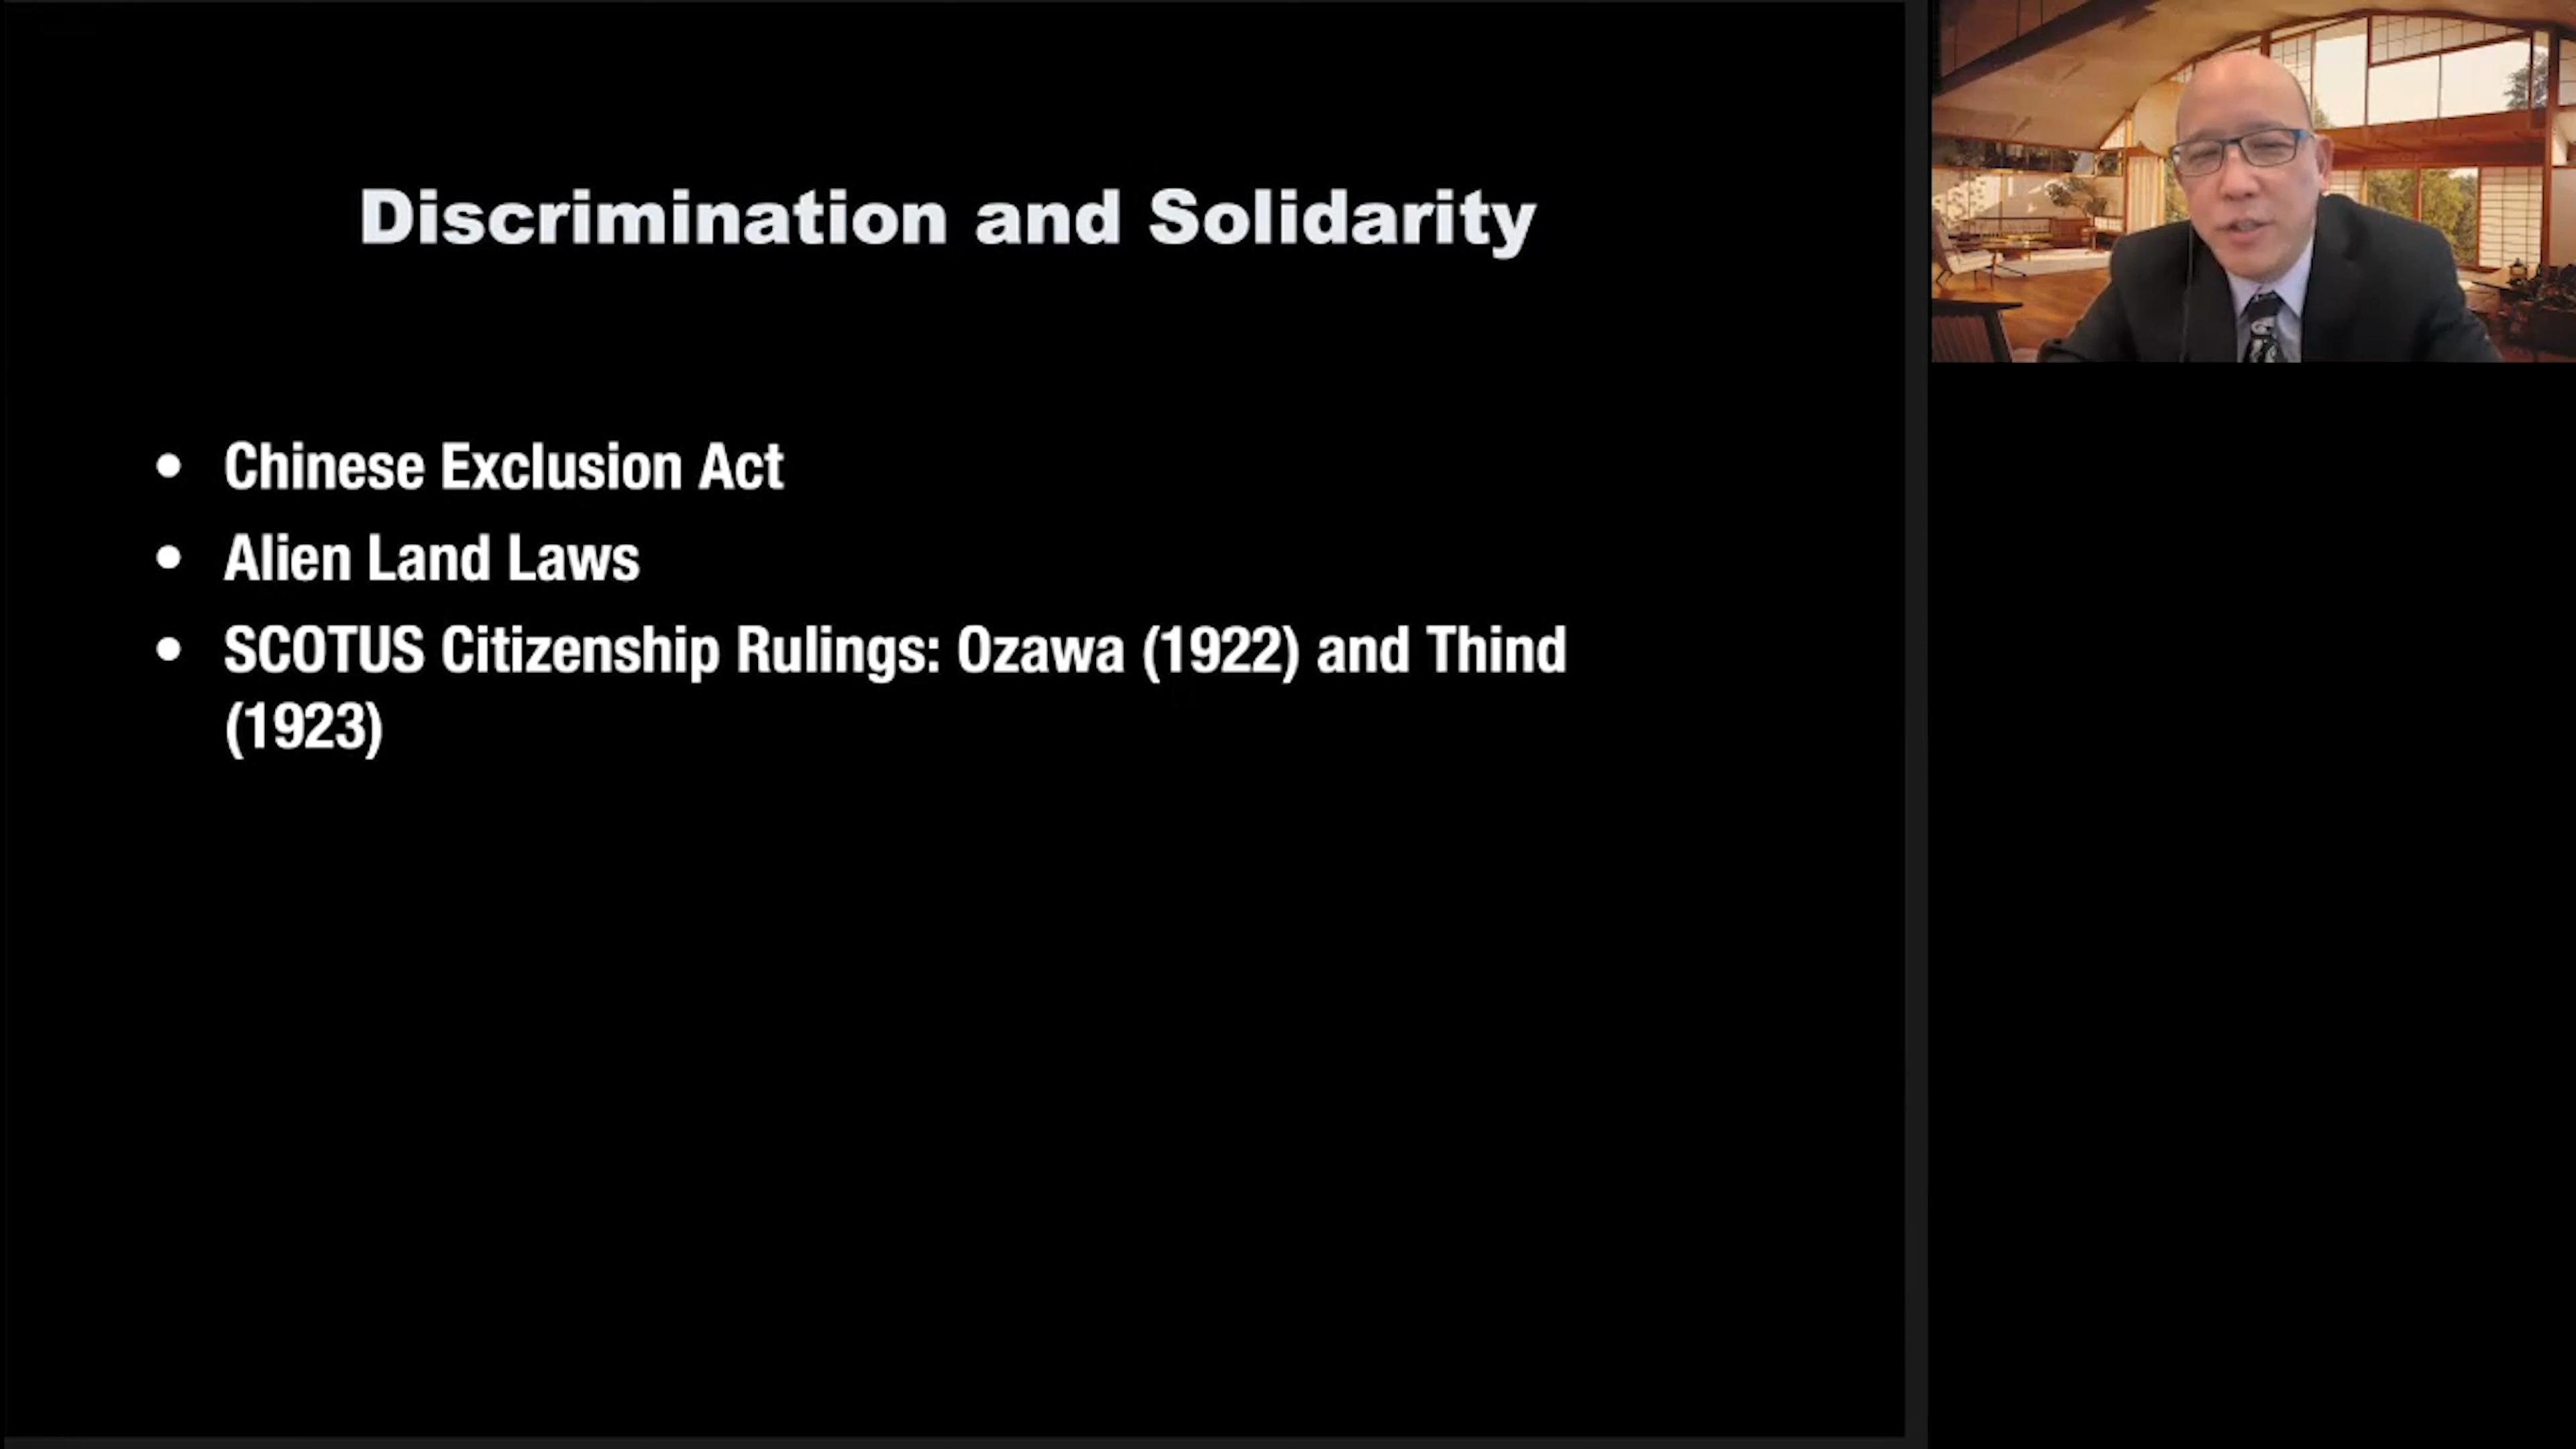 Discrimination and Solidarity
• Chinese Exclusion Act
• Alien Land Laws
• SCOTUS Citizenship Rulings: Ozawa (1922) and Thind
(1923)